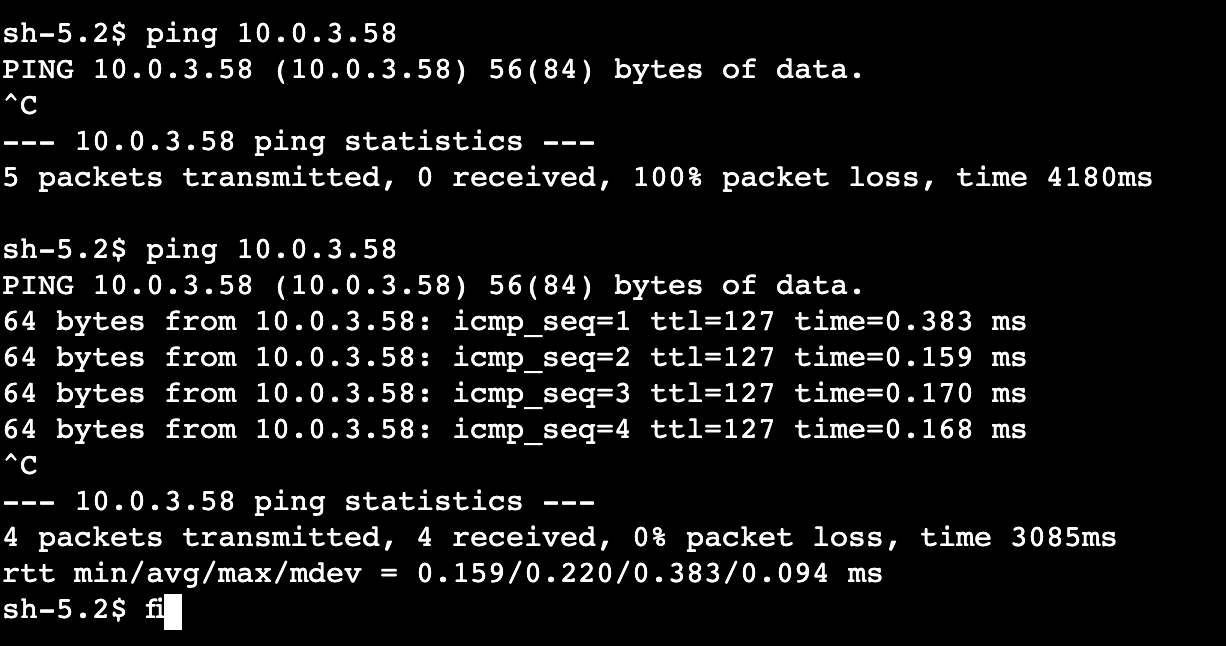 sh-5.2$ ping 10.0.3.58
PING 10.0.3.58 (10.0.3.58) 56(84) bytes of data.
^C
--- 10.0.3.58 ping statistics ---
5 packets transmitted, 0 received, 100% packet loss, time 4180ms
sh-5.2$ ping 10.0.3.58
PING 10.0.3.58 (10.0.3.58) 56(84) bytes of data.
64 bytes from 10.0.3.58: icmp_seq=1 ttl=127 time=0.383 ms
64 bytes from 10.0.3.58: icmp_seq=2 ttl=127 time=0.159 ms
64 bytes from 10.0.3.58: icmp_seq=3 ttl=127 time=0.170 ms
64 bytes from 10.0.3.58: icmp_seq=4 ttl=127 time=0.168 ms
^C
--- 10.0.3.58 ping statistics ---
4 packets transmitted, 4 received, 0% packet loss, time 3085ms
rtt min/avg/max/mdev = 0.159/0.220/0.383/0.094 ms
sh-5.2$ fi